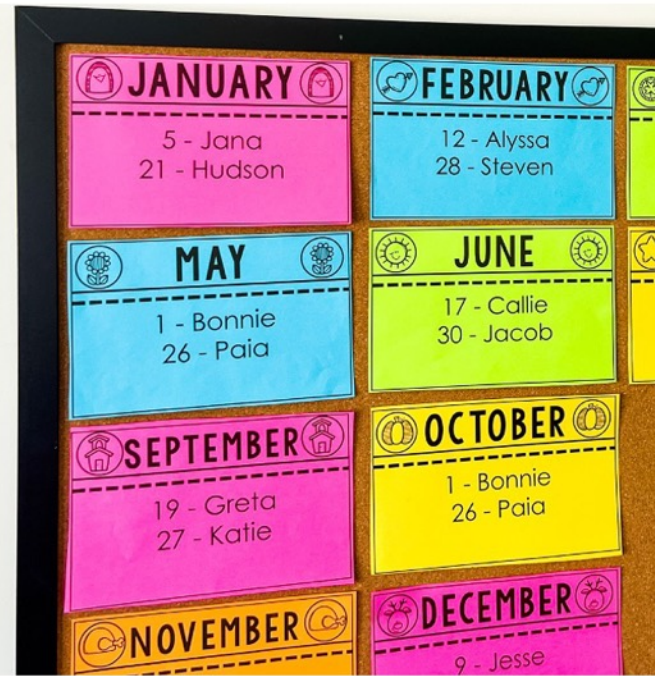 JANUARY
5 - Jana
21 - Hudson
FEBRUARY
12 - Alyssa
28 - Steven
MAY
1 - Bonnie
26 - Paia
JUNE
17 - Callie
30 - Jacob
SEPTEMBER
19 - Greta
27 - Katie
OCTOBER
1 - Bonnie
26 - Paia
NOVEMBER
DECEMBER
9 - Jesse